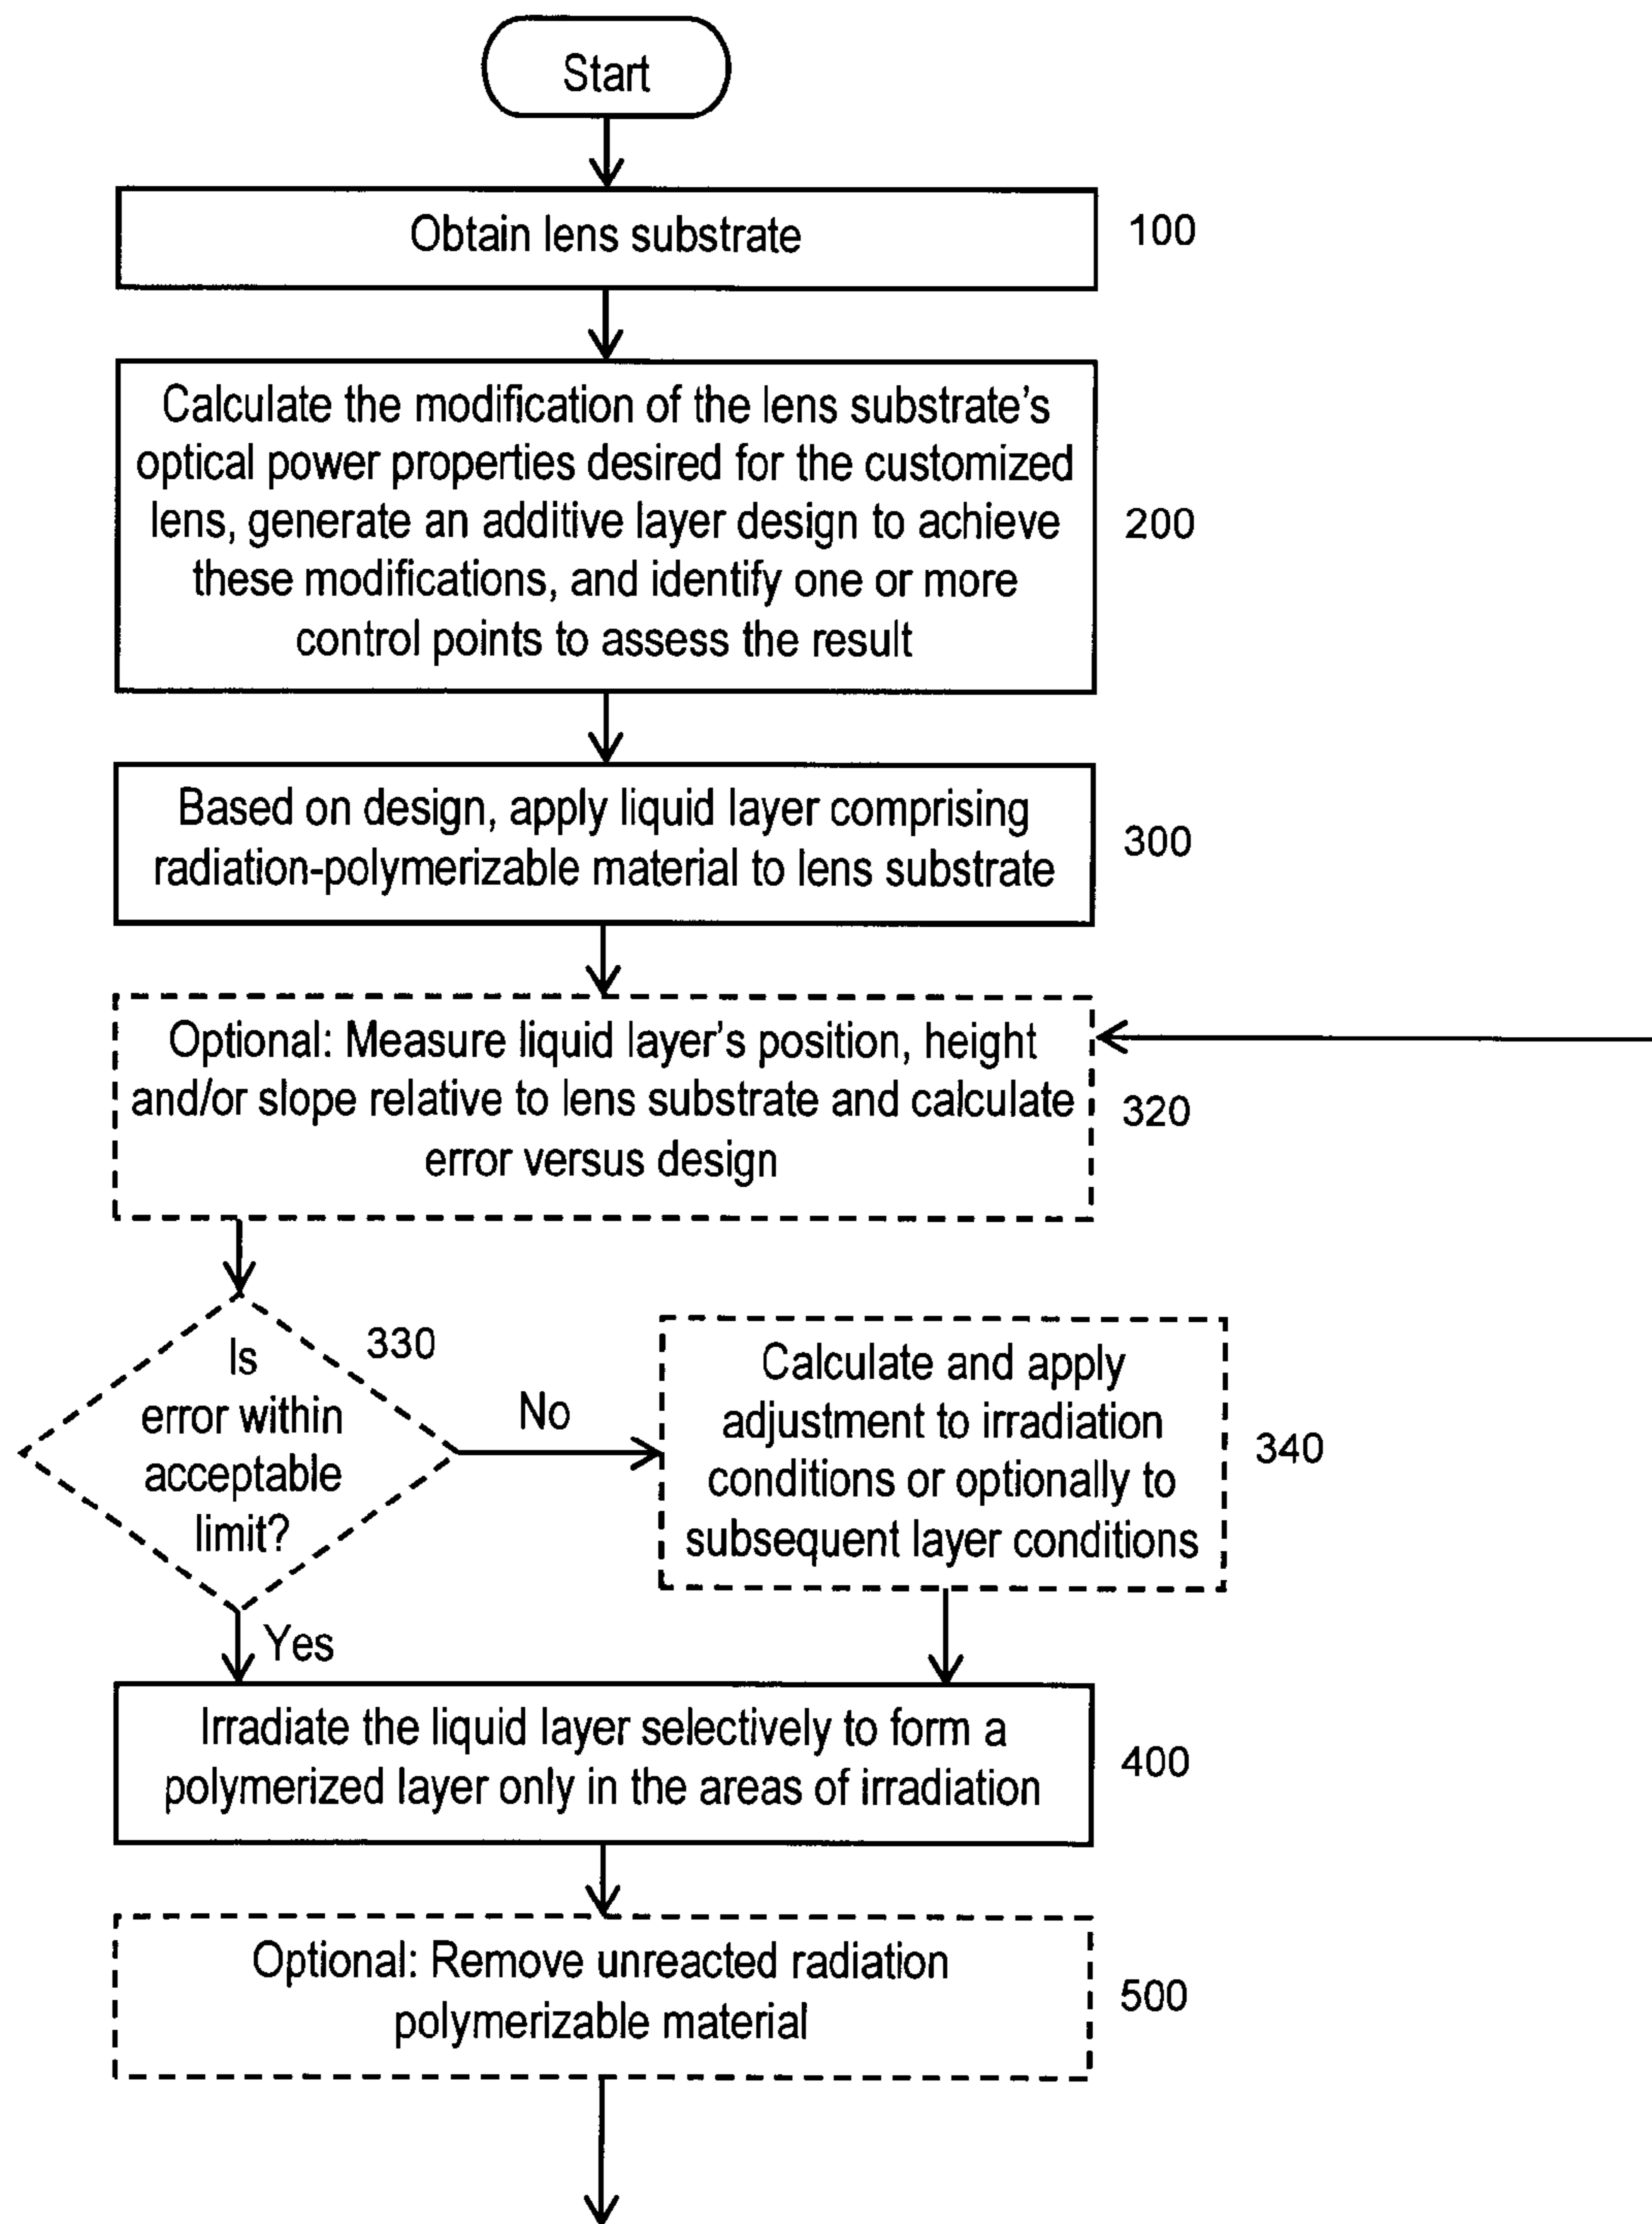 Start
Obtain lens substrate
100
Calculate the modification of the lens substrate's
optical power properties desired for the customized
lens, generate an additive layer design to achieve
these modifications, and identify one or more
control points to assess the result
200
Based on design, apply liquid layer comprising
radiation-polymerizable material to lens substrate
300
Optional: Measure liquid layer's position, height
and/or slope relative to lens substrate and calculate
error versus design
320
Is
error within
acceptable
limit?
330
No
Calculate and apply
adjustment to irradiation
conditions or optionally to
subsequent layer conditions
340
Yes
Irradiate the liquid layer selectively to form a
polymerized layer only in the areas of irradiation
400
Optional: Remove unreacted radiation
polymerizable material
500